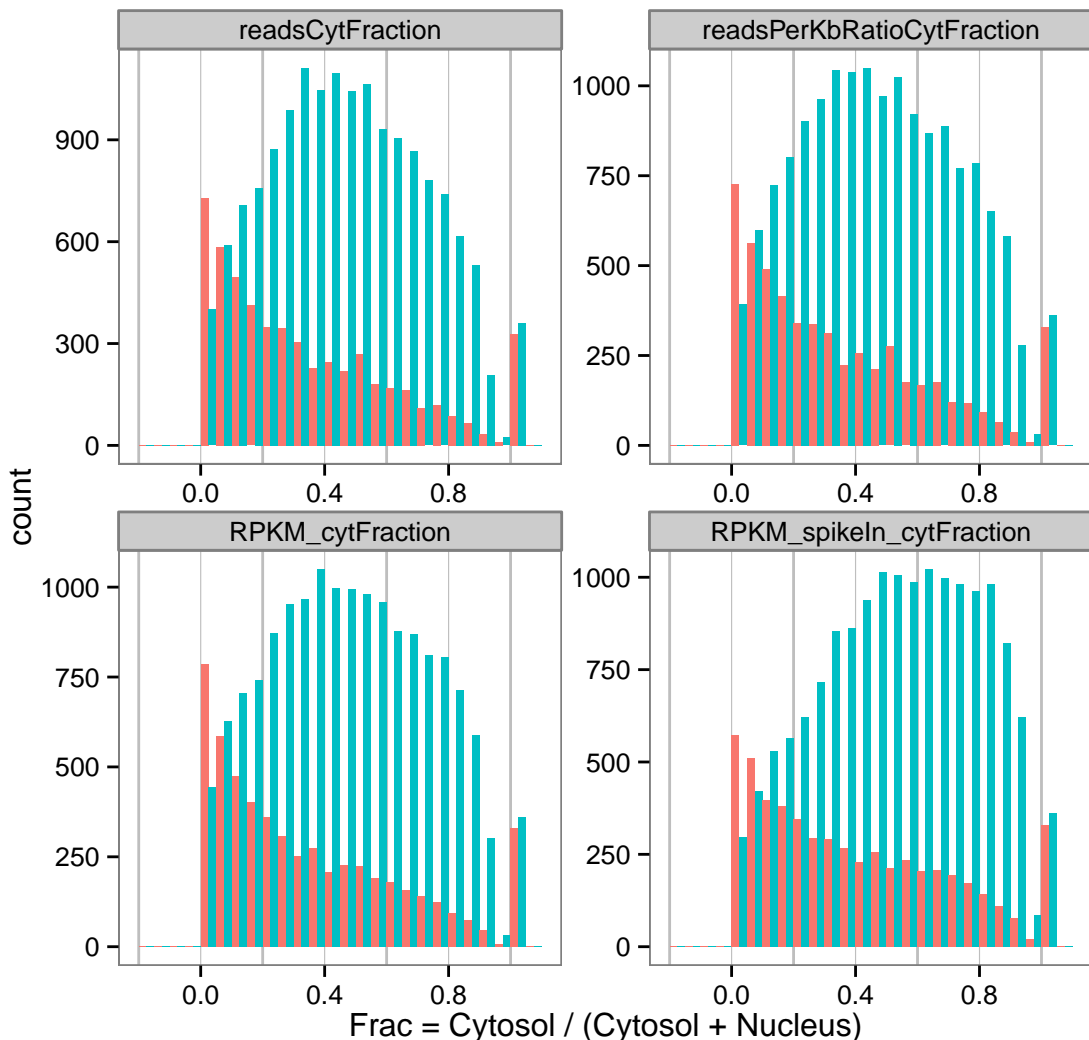 readsCytFraction
readsPerKbRatioCytFraction
900
600
300
0
1000
750
500
250
0
0.0 0.4 0.8
0.0 0.4 0.8
count
RPKM_cytFraction
RPKM_spikeIn_cytFraction
1000
750
500
250
0
1000
750
500
250
0
0.0 0.4 0.8
0.0 0.4 0.8
Frac = Cytosol / (Cytosol + Nucleus)